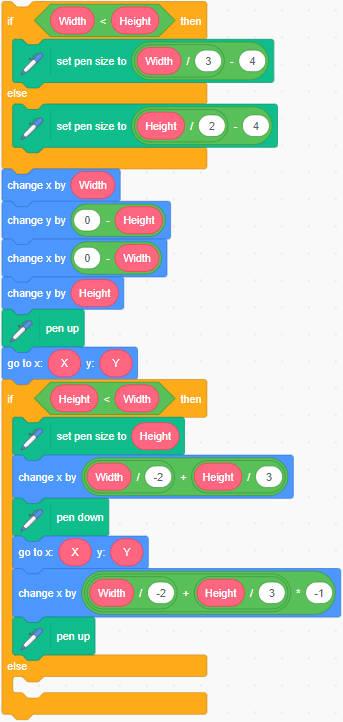 if Width < Height then
set pen size to Width / 3 - 4
else
set pen size to Height / 2 - 4
change x by Width
change y by 0 - Height
change x by 0 - Width
change y by Height
pen up
go to x: X y: Y
if Height < Width then
set pen size to Height
change x by Width / -2 + Height / 3
pen down
go to x: X y: Y
change x by Width / -2 + Height / 3 * -1
pen up
else